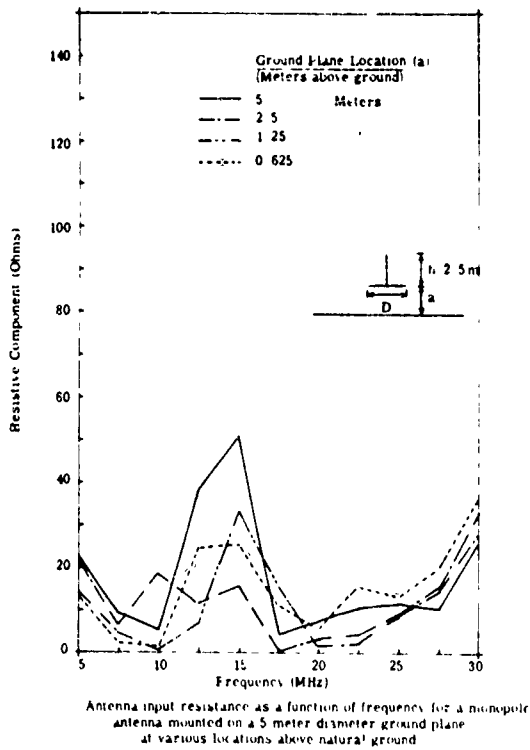 Ground Plane Location (a)
(Meters above ground)
5 Meters
2 5
1 25
0 625
140
120
130
100
80
60
40
20
0
Resistive Component (Ohms)
h 2 5m
a
D
5 10 15 20 25 30
Frequency (MHz)
Antenna input resistance as a function of frequency for a monopole
antenna mounted on a 5 meter diameter ground plane
at various locations above natural ground